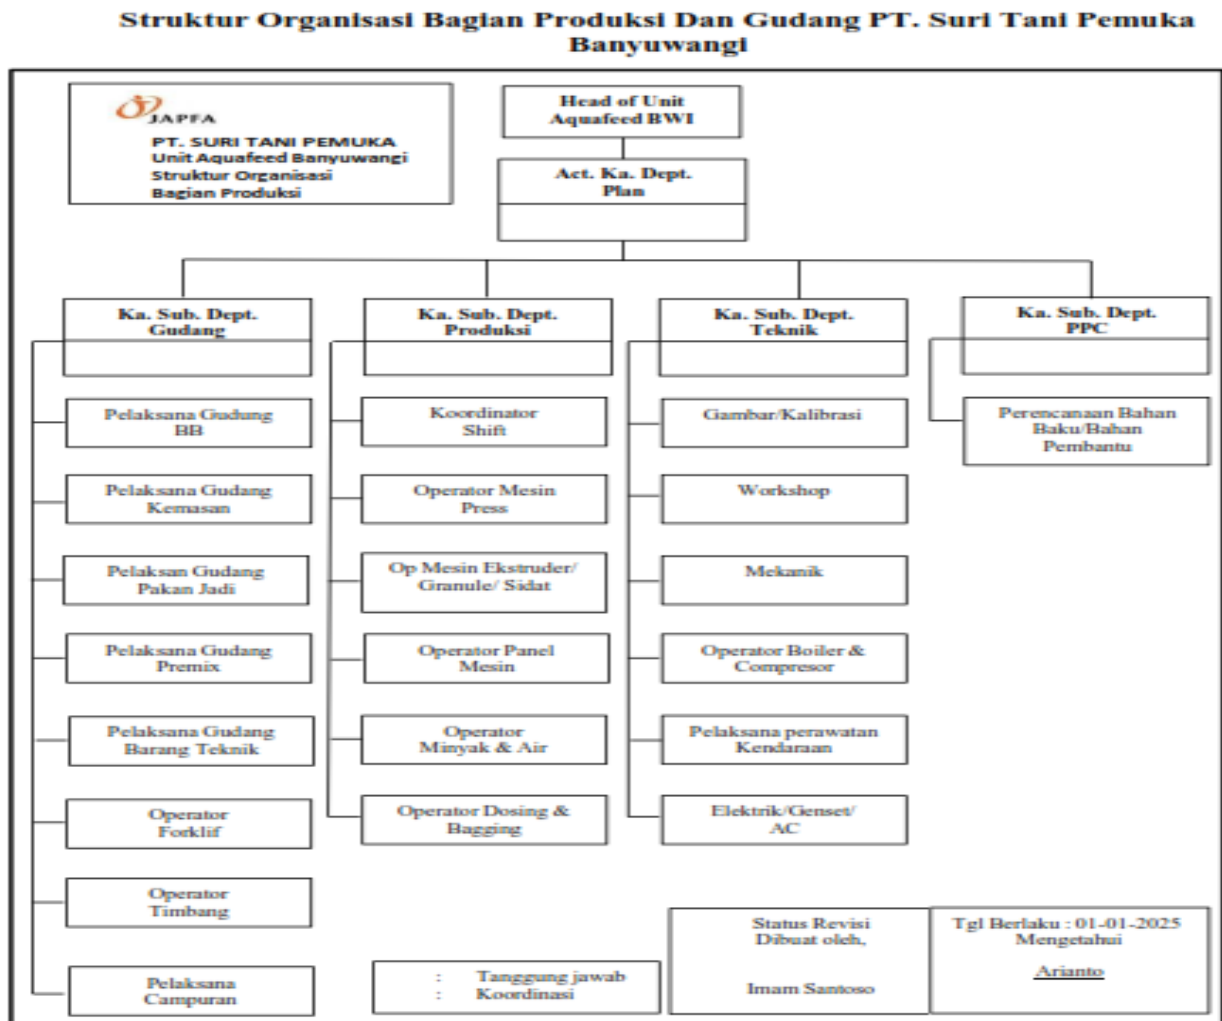 Struktur Organisasi Bagian Produksi Dan Gudang PT. Suri Tani Pemuka
Banyuwangi
JAPFA
PT. SURI TANI PEMUKA
Unit Aquafeed Banyuwangi
Struktur Organisasi
Bagian Produksi
Head of Unit
Aquafeed BWI
Act. Ka. Dept.
Plan
Ka. Sub. Dept.
Gudang
Pelaksana Gudung
BB
Pelaksana Gudang
Kemasan
Pelaksan Gudang
Pakan Jadi
Pelaksana Gudang
Premix
Pelaksana Gudang
Barang Teknik
Operator
Forklif
Operator
Timbang
Pelaksana
Campuran
Ka. Sub. Dept.
Produksi
Koordinator
Shift
Operator Mesin
Press
Op Mesin Ekstruder/
Granule/ Sidat
Operator Panel
Mesin
Operator
Minyak & Air
Operator Dosing &
Bagging
Ka. Sub. Dept.
Teknik
Gambar/Kalibrasi
Workshop
Mekanik
Operator Boiler &
Compresor
Pelaksana perawatan
Kendaraan
Elektrik/Genset/
AC
Ka. Sub. Dept.
PPC
Perencanaan Bahan
Baku/Bahan
Pembantu
: Tanggung jawab
: Koordinasi
Status Revisi
Dibuat oleh,
Imam Santoso
Tgl Berlaku : 01-01-2025
Mengetahui
Arianto